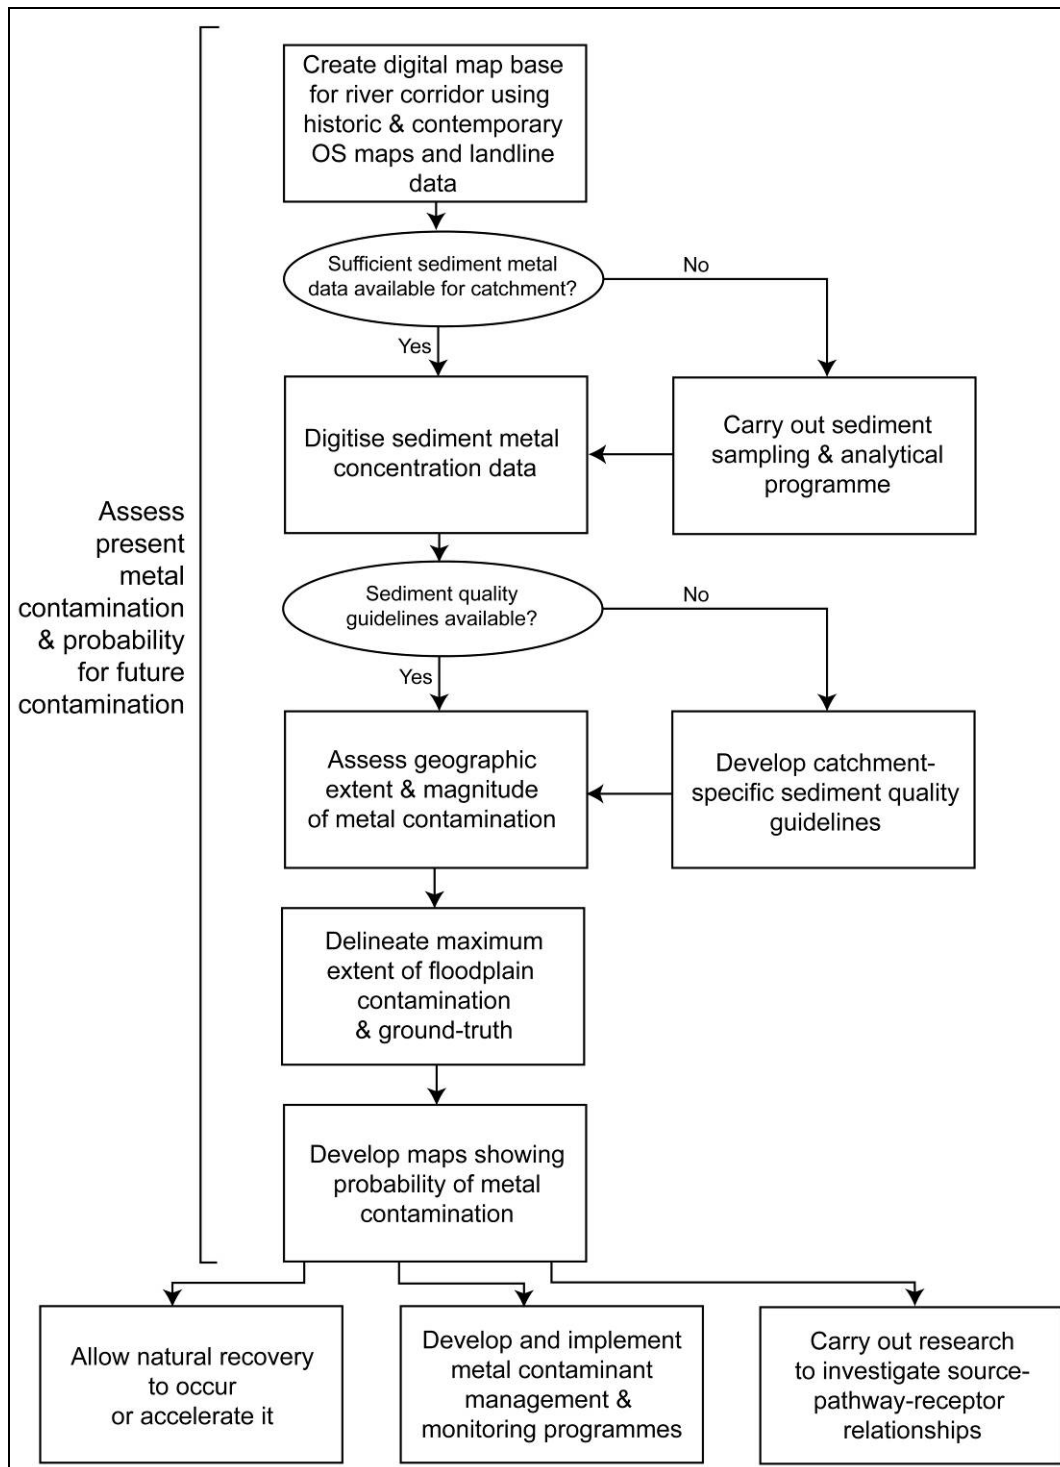 Create digital map base
for river corridor using
historic & contemporary
OS maps and landline
data
Sufficient sediment metal
data available for catchment?
No
Yes
Digitise sediment metal
concentration data
Carry out sediment
sampling & analytical
programme
Assess
present
metal
contamination
& probability
for future
contamination
Sediment quality
guidelines available?
No
Yes
Assess geographic
extent & magnitude
of metal contamination
Develop catchment-
specific sediment quality
guidelines
Delineate maximum
extent of floodplain
contamination
& ground-truth
Develop maps showing
probability of metal
contamination
Allow natural recovery
to occur
or accelerate it
Develop and implement
metal contaminant
management &
monitoring programmes
Carry out research
to investigate source-
pathway-receptor
relationships